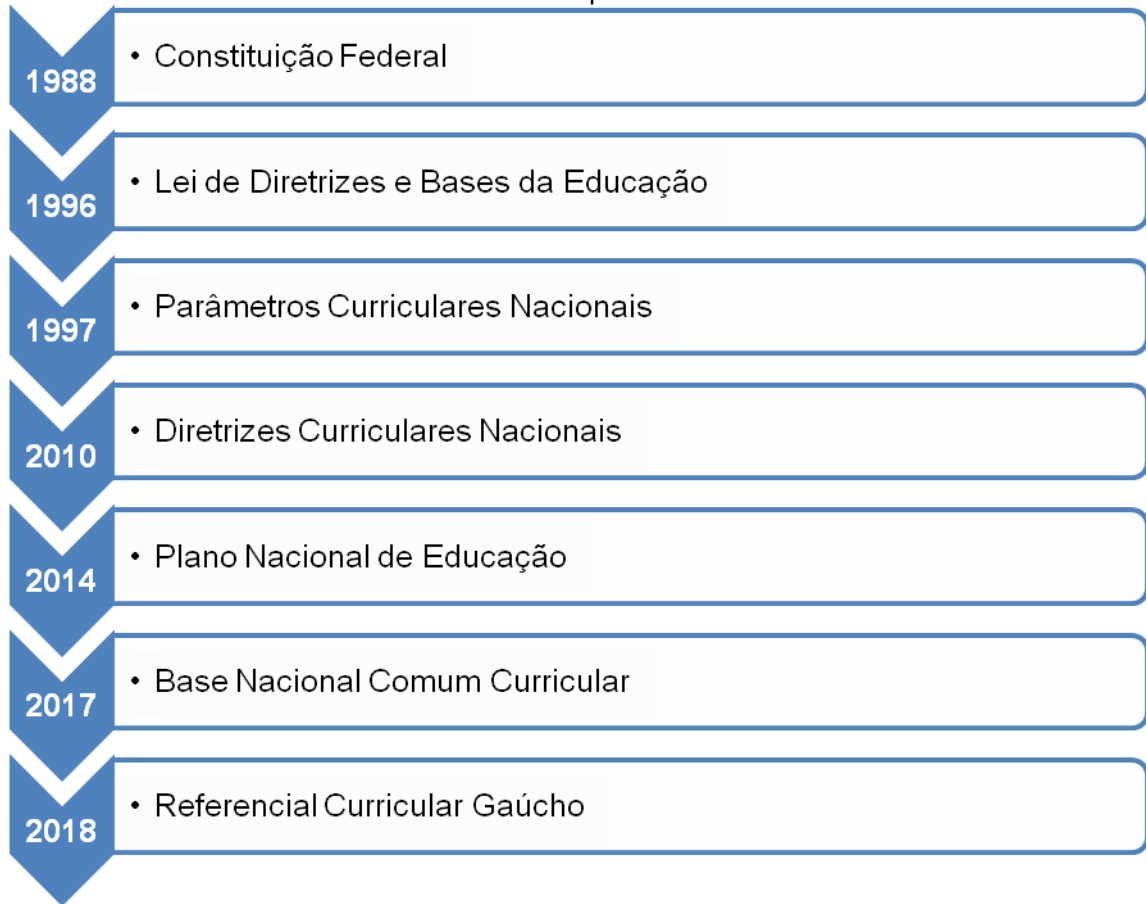 1988
• Constituição Federal
1996
• Lei de Diretrizes e Bases da Educação
1997
• Parâmetros Curriculares Nacionais
2010
• Diretrizes Curriculares Nacionais
2014
• Plano Nacional de Educação
2017
• Base Nacional Comum Curricular
2018
• Referencial Curricular Gaúcho